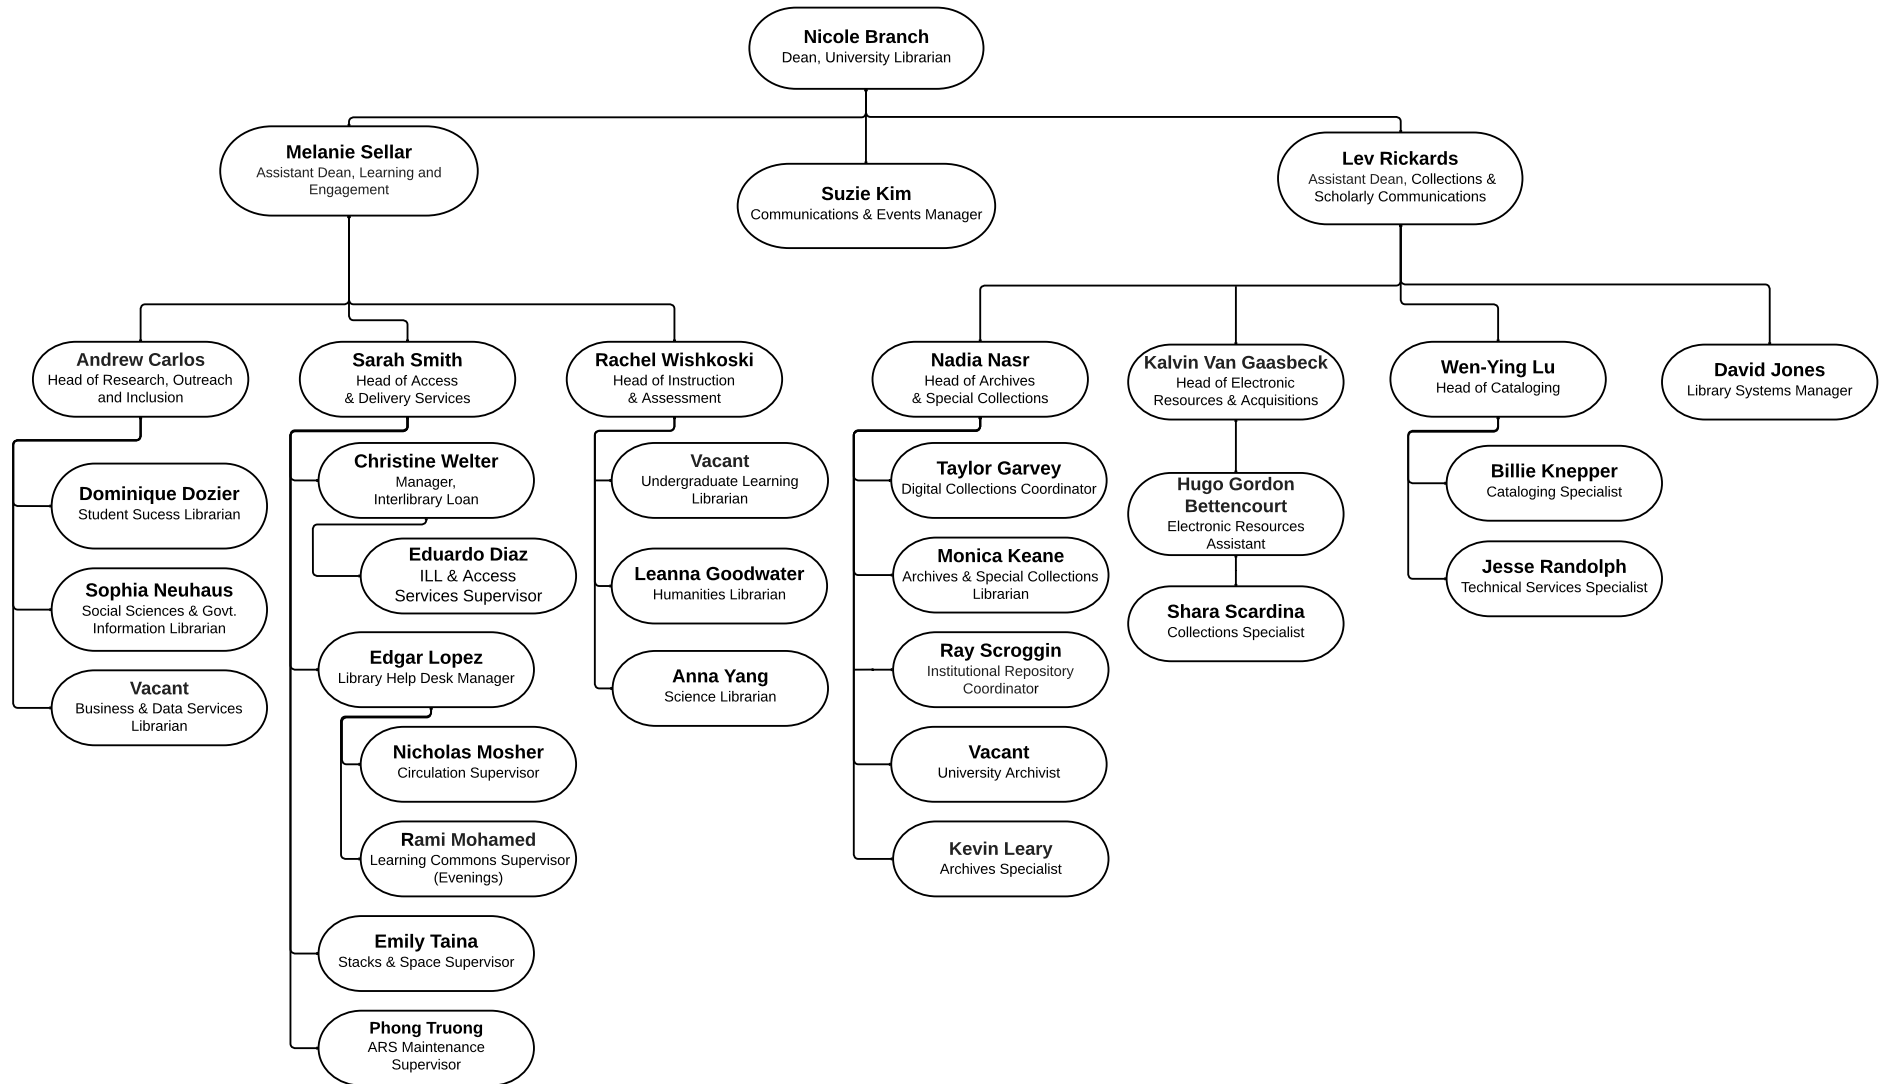 Nicole Branch
Dean, University Librarian
Melanie Sellar
Assistant Dean, Learning and
Engagement
Suzie Kim
Communications & Events Manager
Lev Rickards
Assistant Dean, Collections &
Scholarly Communications
Andrew Carlos
Head of Research, Outreach
and Inclusion
Dominique Dozier
Student Sucess Librarian
Sophia Neuhaus
Social Sciences & Govt.
Information Librarian
Vacant
Business & Data Services
Librarian
Sarah Smith
Head of Access
& Delivery Services
Christine Welter
Manager,
Interlibrary Loan
Eduardo Diaz
ILL & Access
Services Supervisor
Edgar Lopez
Library Help Desk Manager
Nicholas Mosher
Circulation Supervisor
Rami Mohamed
Learning Commons Supervisor
(Evenings)
Emily Taina
Stacks & Space Supervisor
Phong Truong
ARS Maintenance
Supervisor
Rachel Wishkoski
Head of Instruction
& Assessment
Vacant
Undergraduate Learning
Librarian
Leanna Goodwater
Humanities Librarian
Anna Yang
Science Librarian
Nadia Nasr
Head of Archives
& Special Collections
Taylor Garvey
Digital Collections Coordinator
Monica Keane
Archives & Special Collections
Librarian
Ray Scroggin
Institutional Repository
Coordinator
Vacant
University Archivist
Kevin Leary
Archives Specialist
Kalvin Van Gaasbeck
Head of Electronic
Resources & Acquisitions
Hugo Gordon
Bettencourt
Electronic Resources
Assistant
Shara Scardina
Collections Specialist
Wen-Ying Lu
Head of Cataloging
Billie Knepper
Cataloging Specialist
Jesse Randolph
Technical Services Specialist
David Jones
Library Systems Manager